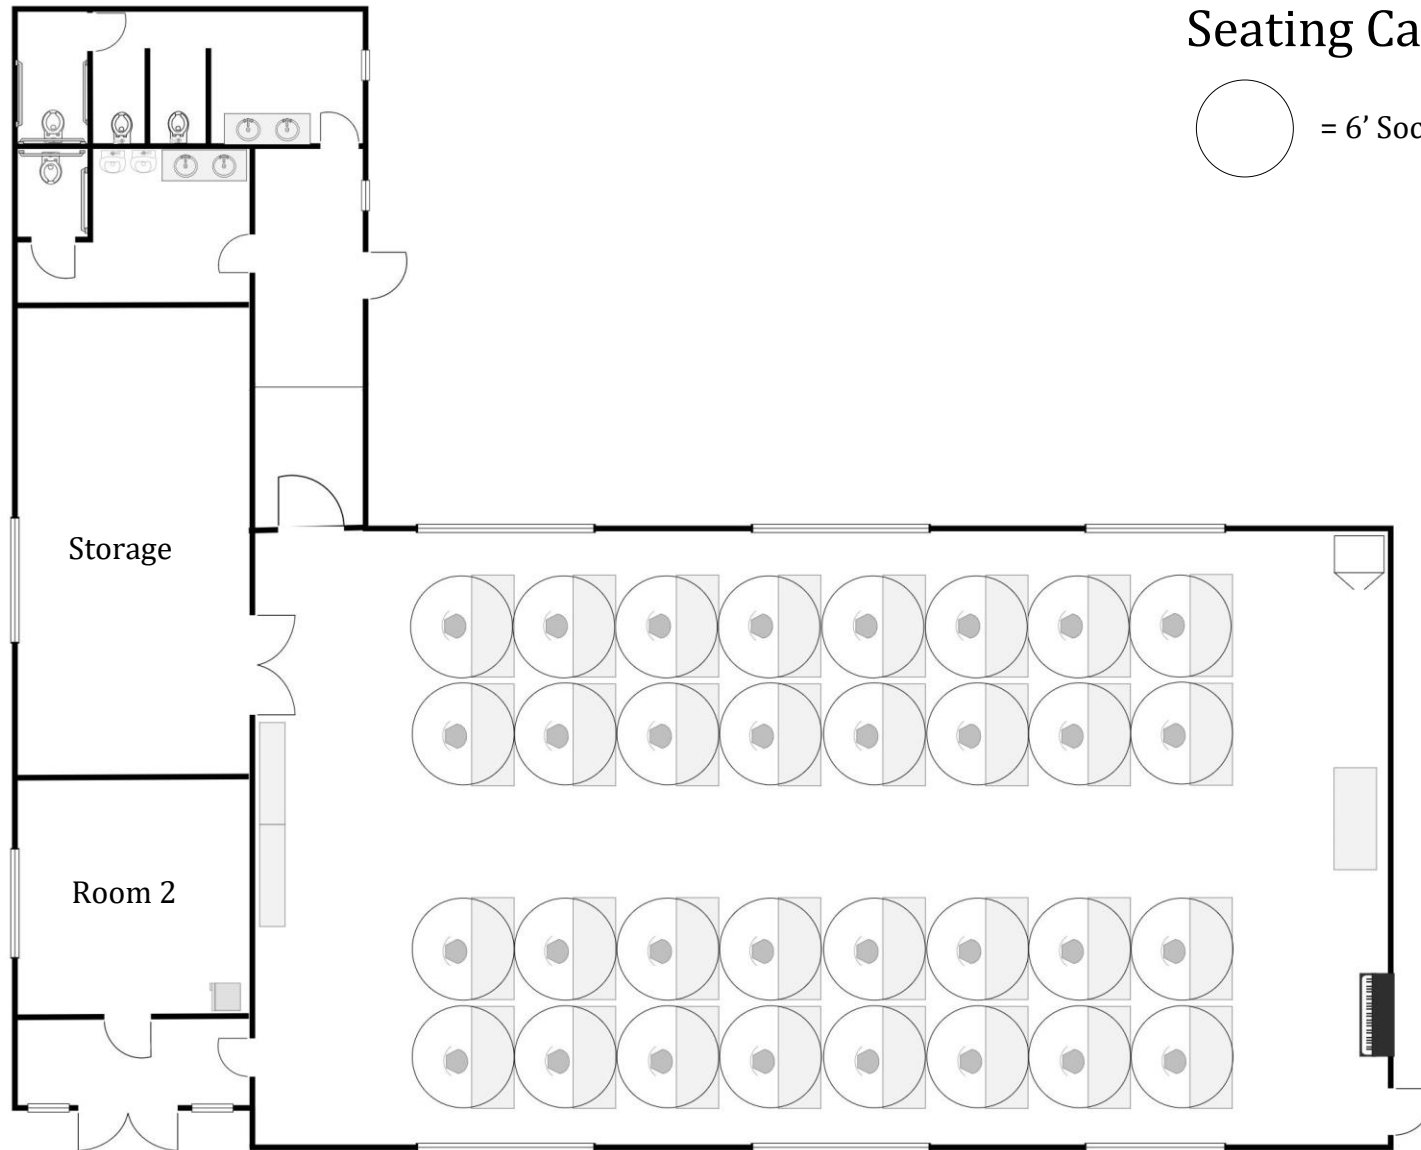 Seating Ca
= 6’ Soc
Storage
Room 2